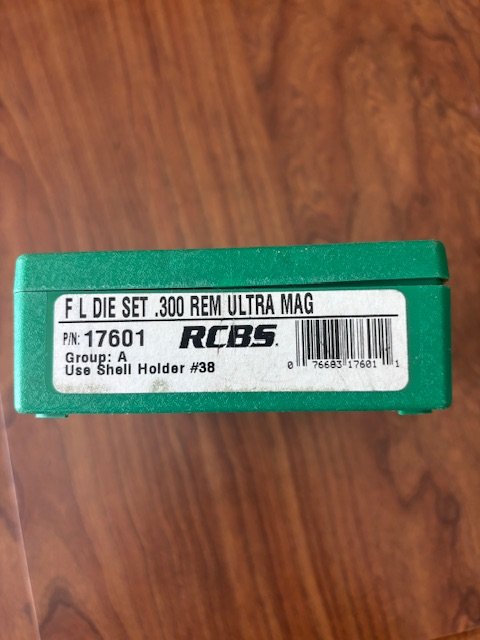 F L DIE SET .300 REM ULTRA MAG
P/N: 17601 RCBS.
Group: A
Use Shell Holder #38
0 76683 17601 1